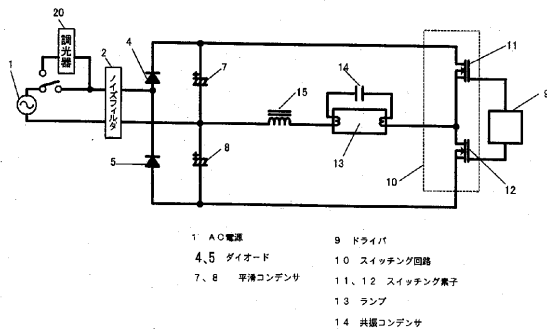 20
調光器
1
2
ノイズフィルタ
4
5
7
8
15
14
13
10
11
12
9
1 AC電源
4、5 ダイオード
7、8 平滑コンデンサ
9 ドライバ
10 スイッチング回路
11、12 スイッチング素子
13 ランプ
14 共振コンデンサ